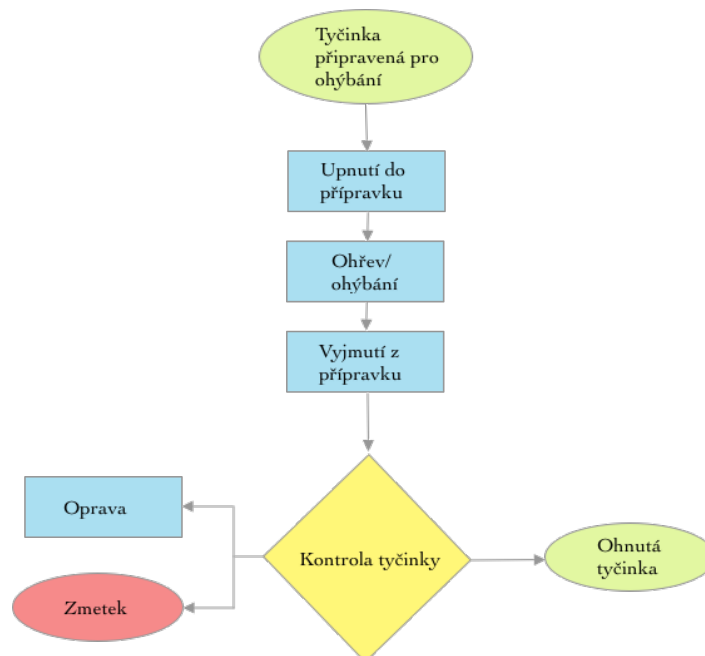 Tyčinka
připravená pro
ohýbání
Upnutí do
přípravku
Ohřev/
ohýbání
Vyjmutí z
přípravku
Oprava
Kontrola tyčinky
Ohnutá
tyčinka
Zmetek